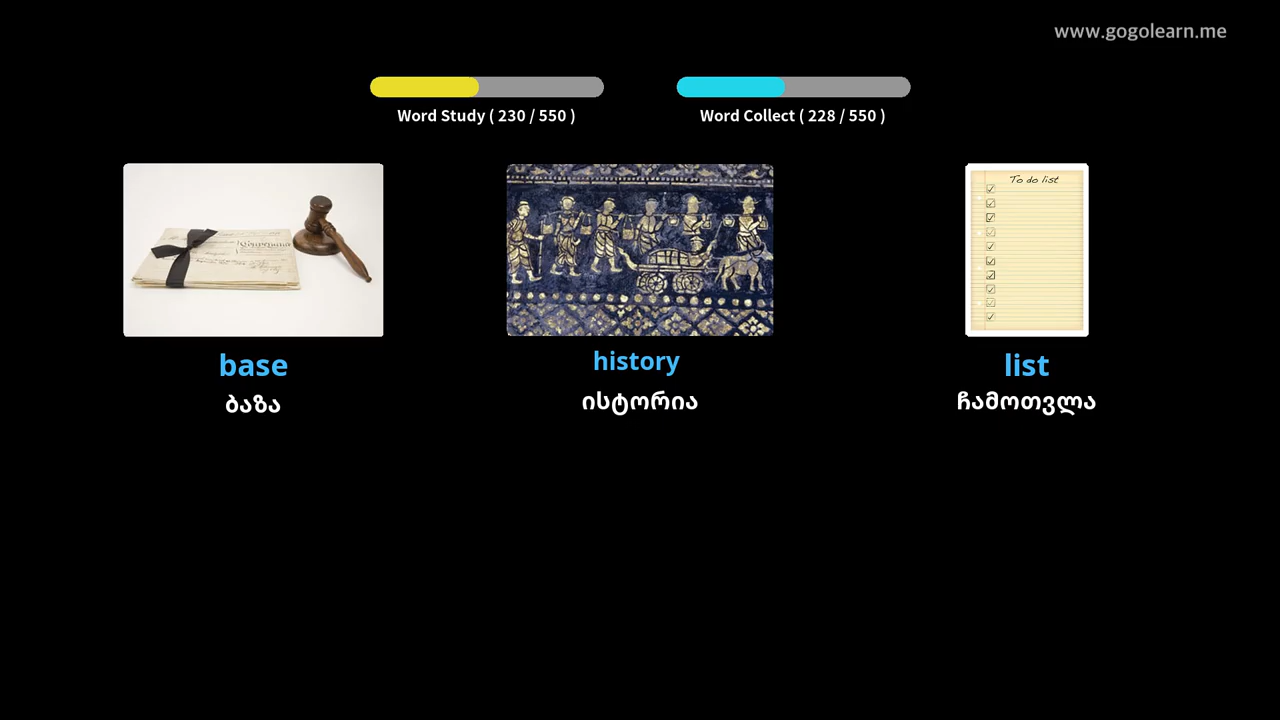 www.gogolearn.me
Word Study ( 230 / 550 )
Word Collect ( 228 / 550 )
To do list
base
history
list
ბაზა
ისტორია
ჩამოთვლა